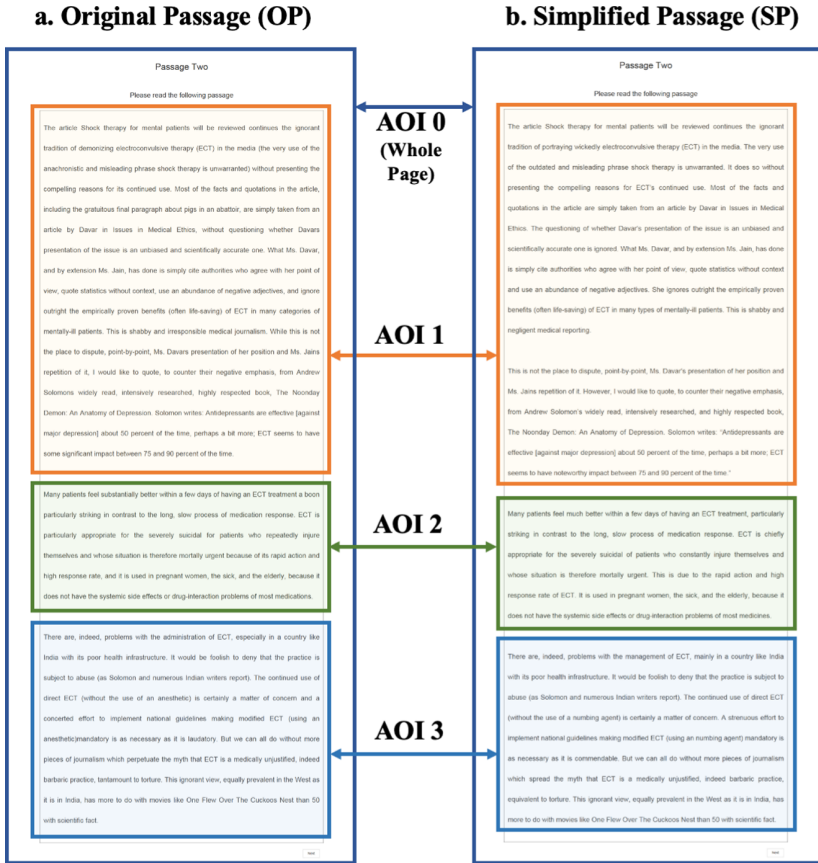 a. Original Passage (OP)
Passage Two
Please read the following passage
The article Shock therapy for mental patients will be reviewed continues the ignorant
tradition of demonizing electroconvulsive therapy (ECT) in the media (the very use of the
anachronistic and misleading phrase shock therapy is unwarranted) without presenting the
compelling reasons for its continued use. Most of the facts and quotations in the article,
including the gratuitous final paragraph about pigs in an abattoir, are simply taken from an
article by Davar in Issues in Medical Ethics, without questioning whether Davars
presentation of the issue is an unbiased and scientifically accurate one. What Ms. Davar,
and by extension Ms. Jain, has done is simply cite authorities who agree with her point of
view, quote statistics without context, use an abundance of negative adjectives, and ignore
outright the empirically proven benefits (often life-saving) of ECT in many categories of
mentally-ill patients. This is shabby and irresponsible medical journalism. While this is not
the place to dispute, point-by-point, Ms. Davars presentation of her position and Ms. Jains
repetition of it, I would like to quote, to counter their negative emphasis, from Andrew
Solomons widely read, intensively researched, highly respected book, The Noonday
Demon: An Anatomy of Depression. Solomon writes: Antidepressants are effective [against
major depression] about 50 percent of the time, perhaps a bit more; ECT seems to have
some significant impact between 75 and 90 percent of the time.
Many patients feel substantially better within a few days of having an ECT treatment a boon
particularly striking in contrast to the long, slow process of medication response. ECT is
particularly appropriate for the severely suicidal for patients who repeatedly injure
themselves and whose situation is therefore mortally urgent because of its rapid action and
high response rate, and it is used in pregnant women, the sick, and the elderly, because it
does not have the systemic side effects or drug-interaction problems of most medications.
There are, indeed, problems with the administration of ECT, especially in a country like
India with its poor health infrastructure. It would be foolish to deny that the practice is
subject to abuse (as Solomon and numerous Indian writers report). The continued use of
direct ECT (without the use of an anesthetic) is certainly a matter of concern and a
concerted effort to implement national guidelines making modified ECT (using an
anesthetic)mandatory is as necessary as it is laudatory. But we can all do without more
pieces of journalism which perpetuate the myth that ECT is a medically unjustified, indeed
barbaric practice, tantamount to torture. This ignorant view, equally prevalent in the West as
it is in India, has more to do with movies like One Flew Over The Cuckoos Nest than 50
with scientific fact.
Next
AOI 0
(Whole
Page)
AOI 1
AOI 2
AOI 3
b. Simplified Passage (SP)
Passage Two
Please read the following passage
The article Shock therapy for mental patients will be reviewed continues the ignorant
tradition of portraying wickedly electroconvulsive therapy (ECT) in the media. The very use
of the outdated and misleading phrase shock therapy is unwarranted. It does so without
presenting the compelling reasons for ECT's continued use. Most of the facts and
quotations in the article are simply taken from an article by Davar in Issues in Medical
Ethics. The questioning of whether Davar's presentation of the issue is an unbiased and
scientifically accurate one is ignored. What Ms. Davar, and by extension Ms. Jain, has done
is simply cite authorities who agree with her point of view, quote statistics without context
and use an abundance of negative adjectives. She ignores outright the empirically proven
benefits (often life-saving) of ECT in many types of mentally-ill patients. This is shabby and
negligent medical reporting.
This is not the place to dispute, point-by-point, Ms. Davar's presentation of her position and
Ms. Jains repetition of it. However, I would like to quote, to counter their negative emphasis,
from Andrew Solomon's widely read, intensively researched, and highly respected book,
The Noonday Demon: An Anatomy of Depression. Solomon writes: "Antidepressants are
effective [against major depression] about 50 percent of the time, perhaps a bit more; ECT
seems to have noteworthy impact between 75 and 90 percent of the time."
Many patients feel much better within a few days of having an ECT treatment, particularly
striking in contrast to the long, slow process of medication response. ECT is chiefly
appropriate for the severely suicidal of patients who constantly injure themselves and
whose situation is therefore mortally urgent. This is due to the rapid action and high
response rate of ECT. It is used in pregnant women, the sick, and the elderly, because it
does not have the systemic side effects or drug-interaction problems of most medicines.
There are, indeed, problems with the management of ECT, mainly in a country like India
with its poor health infrastructure. It would be foolish to deny that the practice is subject to
abuse (as Solomon and numerous Indian writers report). The continued use of direct ECT
(without the use of a numbing agent) is certainly a matter of concern. A strenuous effort to
implement national guidelines making modified ECT (using an numbing agent) mandatory is
as necessary as it is commendable. But we can all do without more pieces of journalism
which spread the myth that ECT is a medically unjustified, indeed barbaric practice,
equivalent to torture. This ignorant view, equally prevalent in the West as it is in India, has
more to do with movies like One Flew Over The Cuckoos Nest than 50 with scientific fact.
Next